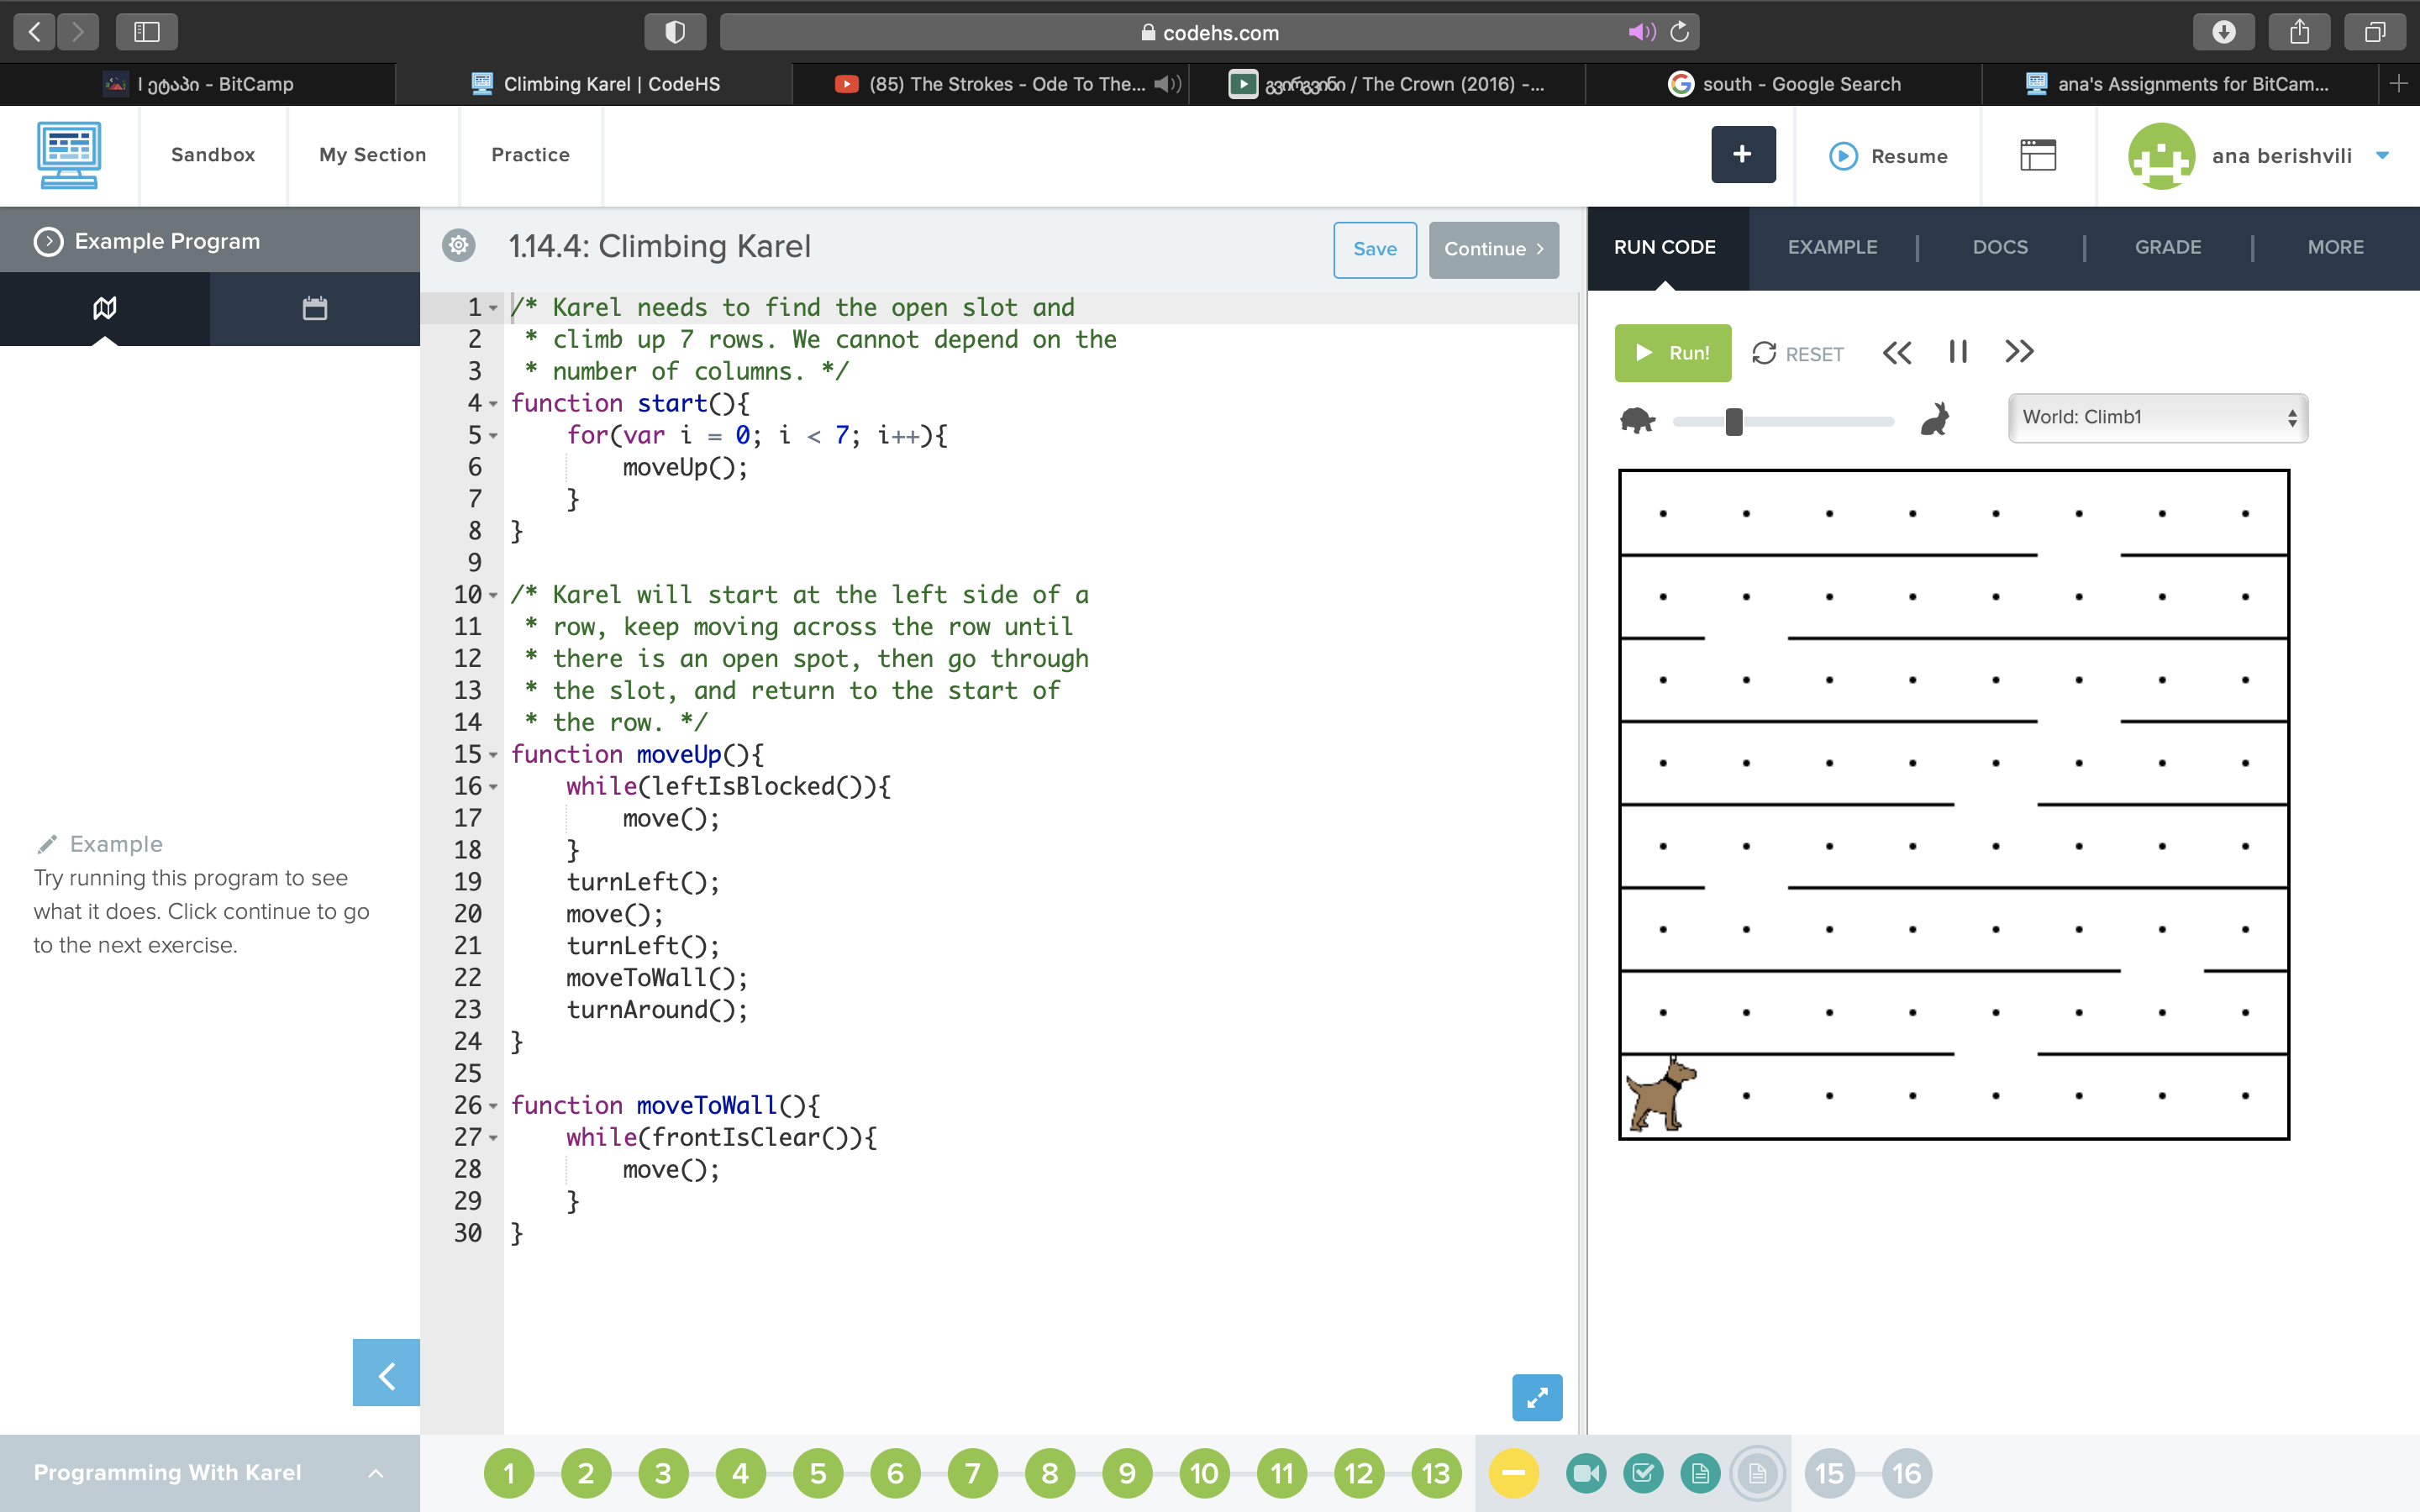 codehs.com
I ეტაპი - BitCamp
Climbing Karel | CodeHS
(85) The Strokes - Ode To The...
გვირგვინი / The Crown (2016) -...
south - Google Search
ana's Assignments for BitCam...
Sandbox
My Section
Practice
+
Resume
ana berishvili
Example Program
1.14.4: Climbing Karel
Save
Continue >
RUN CODE
EXAMPLE
DOCS
GRADE
MORE
Run!
RESET
World: Climb1
1 /* Karel needs to find the open slot and
2 * climb up 7 rows. We cannot depend on the
3 * number of columns. */
4 function start(){
5 for(var i = 0; i < 7; i++){
6 moveUp();
7 }
8 }
9
10 /* Karel will start at the left side of a
11 * row, keep moving across the row until
12 * there is an open spot, then go through
13 * the slot, and return to the start of
14 * the row. */
15 function moveUp(){
16 while(leftIsBlocked()){
17 move();
18 }
19 turnLeft();
20 move();
21 turnLeft();
22 moveToWall();
23 turnAround();
24 }
25
26 function moveToWall(){
27 while(frontIsClear()){
28 move();
29 }
30 }
Example
Try running this program to see
what it does. Click continue to go
to the next exercise.
Programming With Karel
1 2 3 4 5 6 7 8 9 10 11 12 13 15 16